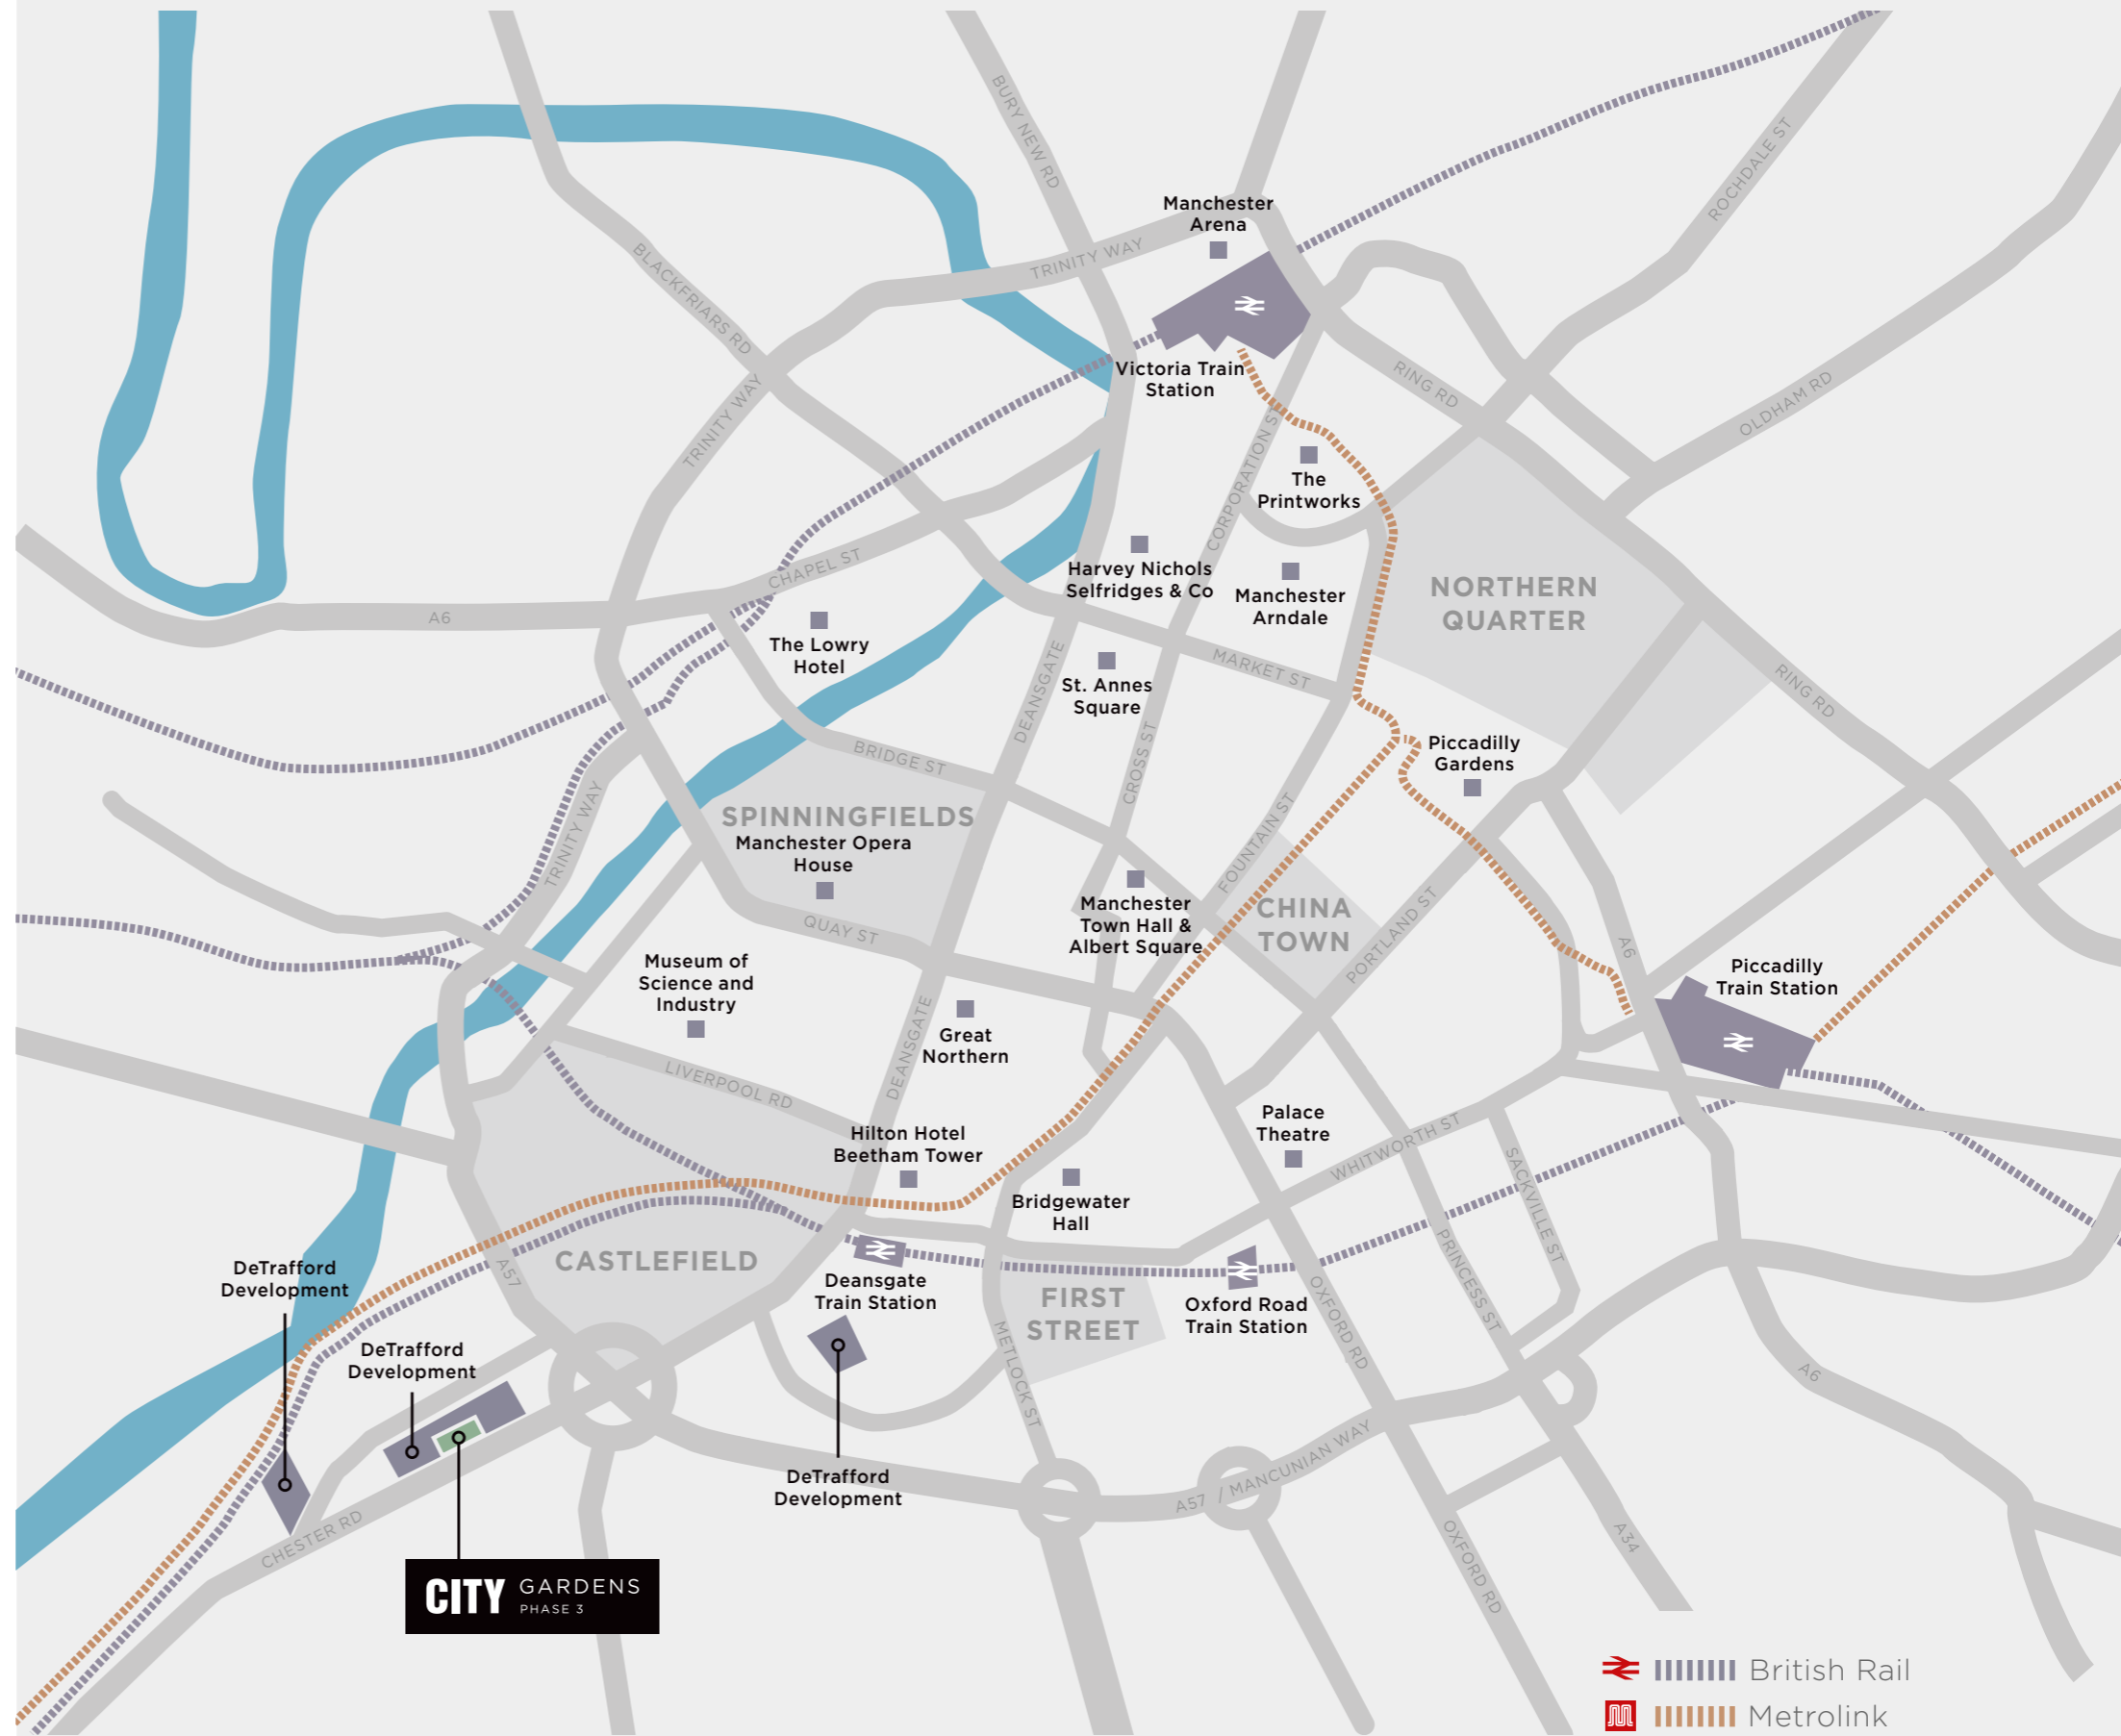 BURY NEW RD
ROCHDALE ST
Manchester
Arena
TRINITY WAY
BLACKFRIARS RD
Victoria Train
Station
RING RD
OLDHAM RD
TRINITY WAY
CORPORATION ST
The
Printworks
CHAPEL ST
Harvey Nichols
Selfridges & Co
Manchester
Arndale
NORTHERN
QUARTER
A6
The Lowry
Hotel
DEANSGATE
St. Annes
Square
MARKET ST
RING RD
BRIDGE ST
CROSS ST
Piccadilly
Gardens
SPINNINGFIELDS
Manchester Opera
House
TRINITY WAY
FOUNTAIN ST
QUAY ST
Manchester
Town Hall &
Albert Square
CHINA
TOWN
PORTLAND ST
A6
Museum of
Science and
Industry
Piccadilly
Train Station
DEANSGATE
Great
Northern
LIVERPOOL RD
Hilton Hotel
Beetham Tower
Palace
Theatre
WHITWORTH ST
SACKVILLE ST
Bridgewater
Hall
PRINCESS ST
A57
CASTLEFIELD
DeTrafford
Development
Deansgate
Train Station
FIRST
STREET
Oxford Road
Train Station
OXFORD RD
DeTrafford
Development
METLOCK ST
A6
DeTrafford
Development
A57 / MANCUNIAN WAY
CHESTER RD
OXFORD RD
A34
CITY GARDENS
PHASE 3
British Rail
Metrolink